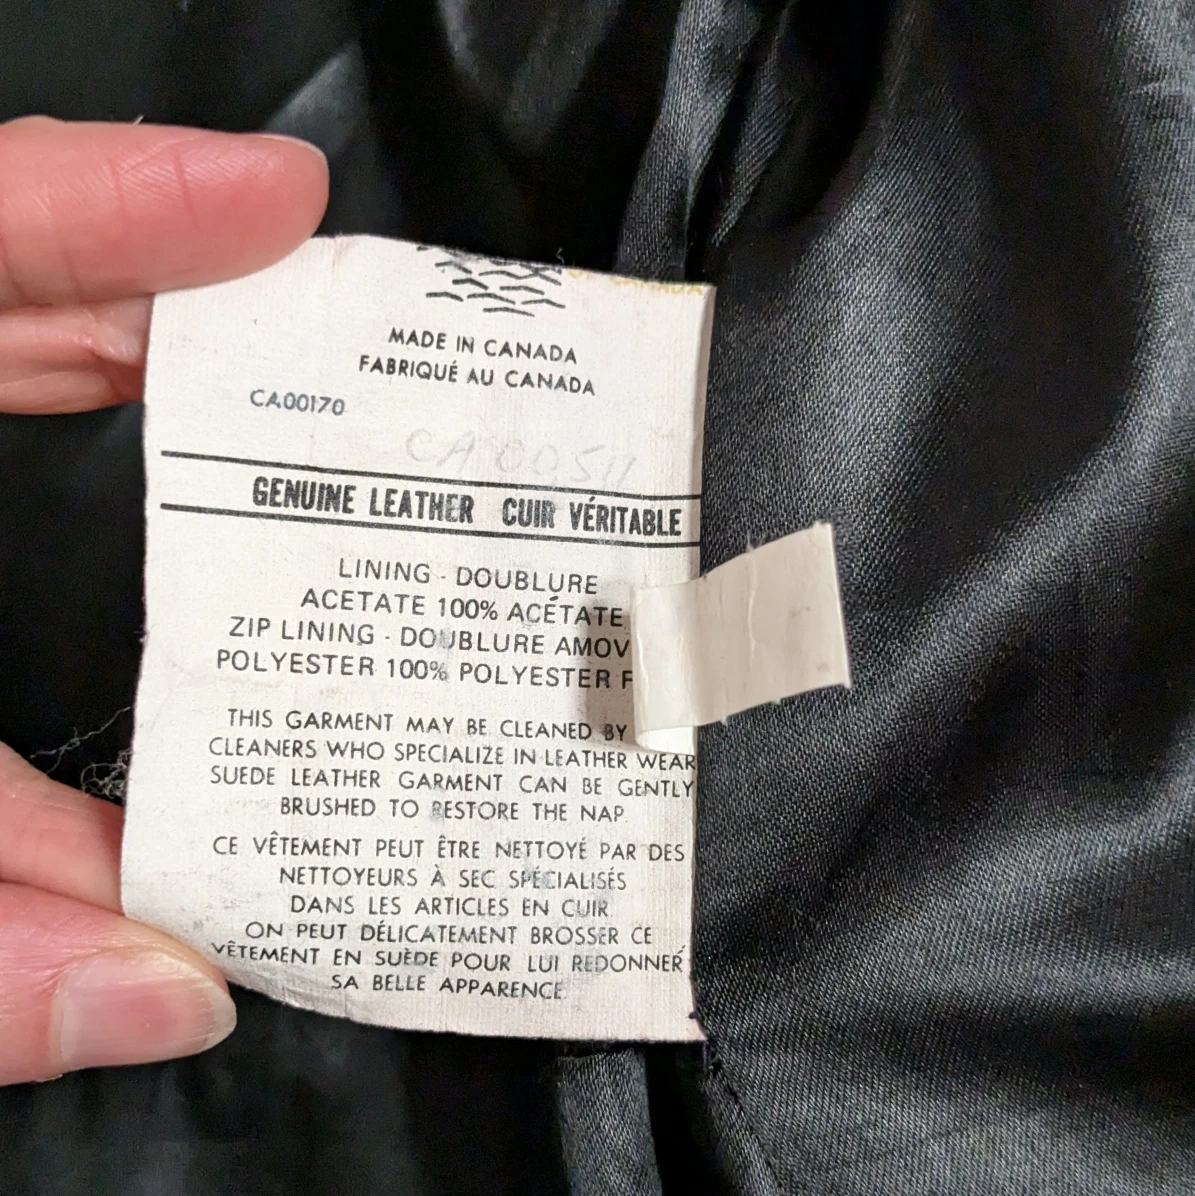 MADE IN CANADA
FABRIQUÉ AU CANADA
CA00170
CA 00511
GENUINE LEATHER CUIR VÉRITABLE
LINING - DOUBLURE
ACETATE 100% ACÉTATE
ZIP LINING - DOUBLURE AMOV
POLYESTER 100% POLYESTER
THIS GARMENT MAY BE CLEANED BY
CLEANERS WHO SPECIALIZE IN LEATHER WEAR
SUEDE LEATHER GARMENT CAN BE GENTLY
BRUSHED TO RESTORE THE NAP.
CE VÊTEMENT PEUT ÊTRE NETTOYÉ PAR DES
NETTOYEURS À SEC SPÉCIALISÉS
DANS LES ARTICLES EN CUIR.
ON PEUT DÉLICATEMENT BROSSER CE
VÊTEMENT EN SUÈDE POUR LUI REDONNER
SA BELLE APPARENCE.